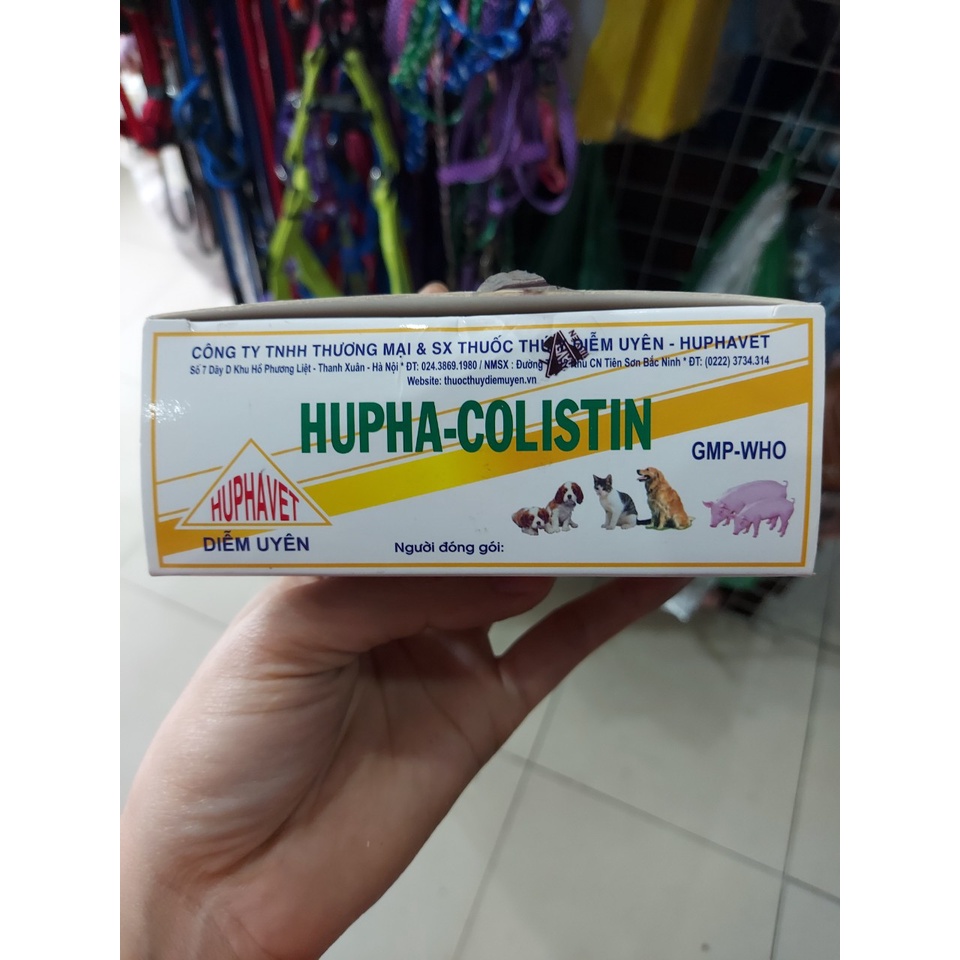 CÔNG TY TNHH THƯƠNG MẠI & SX THUỐC THÚ DIỄM UYÊN - HUPHAVET
Số 7 Dãy D Khu Hồ Phương Liệt - Thanh Xuân - Hà Nội * ĐT: 024.3869.1980 / NMSX : Đường khu CN Tiên Sơn Bắc Ninh * ĐT: (0222) 3734.314
Website: thuocthuydiemuyen.vn
HUPHA-COLISTIN
GMP-WHO
HUPHAVET
DIỄM UYÊN
Người đóng gói: